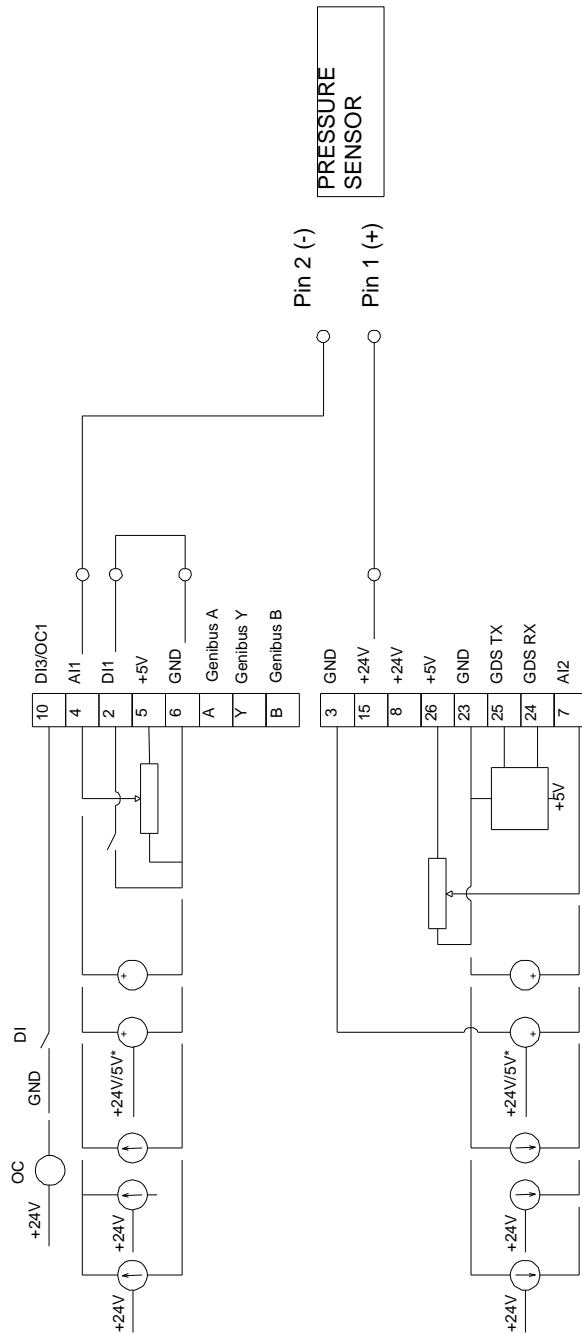 PRESSURE
SENSOR
Pin 2 (-)
Pin 1 (+)
10
DI3/OC1
4
AI1
2
DI1
5
+5V
6
GND
A
Genibus A
Y
Genibus Y
B
Genibus B
3
GND
15
+24V
8
+24V
26
+5V
23
GND
25
GDS TX
24
GDS RX
7
AI2
+5V
DI
GND
OC
+24V
+
+
+24V/5V*
+24V
+24V
+
+
+24V/5V*
+24V
+24V